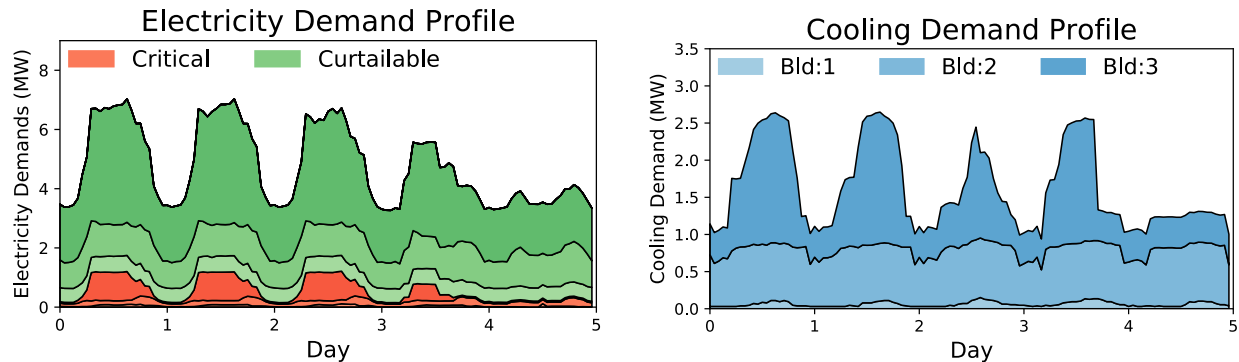 Electricity Demand Profile
Critical Curtailable
Electricity Demands (MW)
8
6
4
2
0
0 1 2 3 4 5
Day
Cooling Demand Profile
Bld:1 Bld:2 Bld:3
Cooling Demand (MW)
3.5
3.0
2.5
2.0
1.5
1.0
0.5
0.0
0 1 2 3 4 5
Day